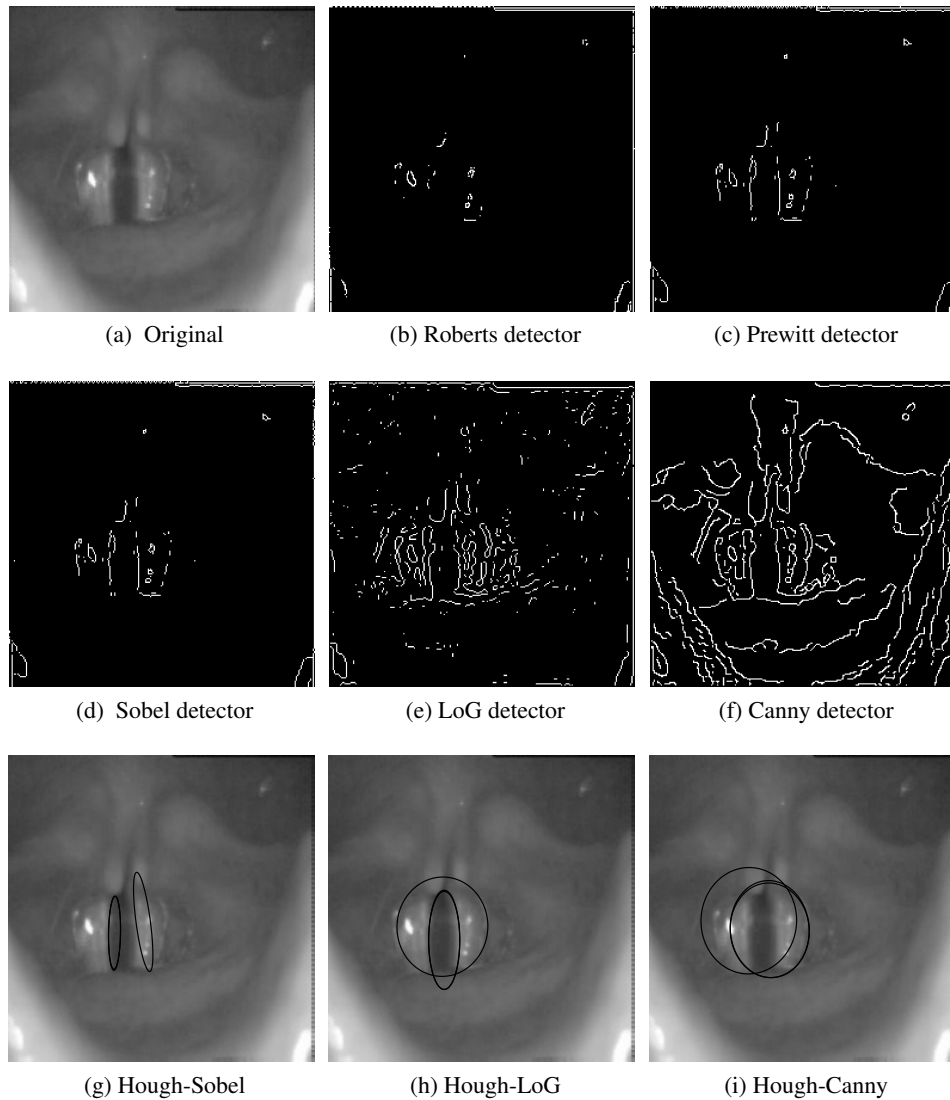 (a) Original
(b) Roberts detector
(c) Prewitt detector
(d) Sobel detector
(e) LoG detector
(f) Canny detector
(g) Hough-Sobel
(h) Hough-LoG
(i) Hough-Canny